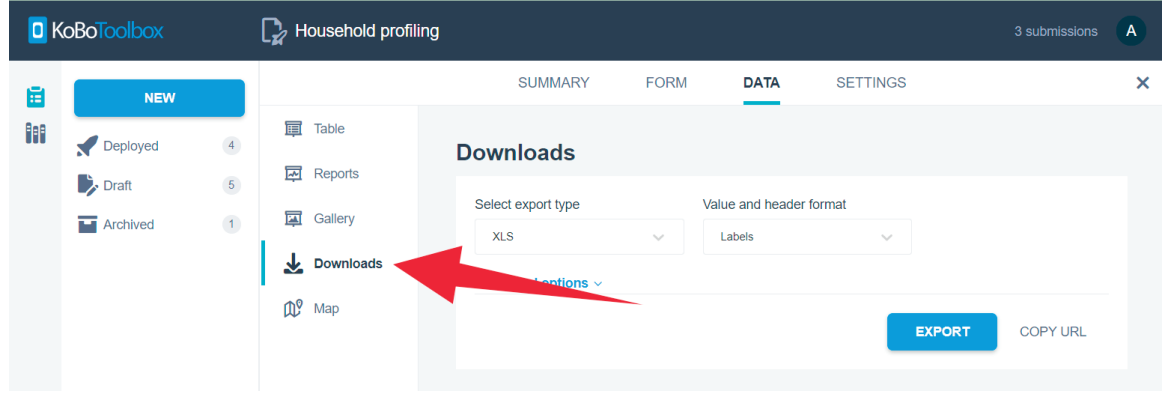 KoBoToolbox
Household profiling
3 submissions
A
NEW
Deployed 4
Draft 5
Archived 1
SUMMARY FORM DATA SETTINGS
Table
Reports
Gallery
Downloads
Map
Downloads
Select export type
XLS
Value and header format
Labels
options
EXPORT COPY URL